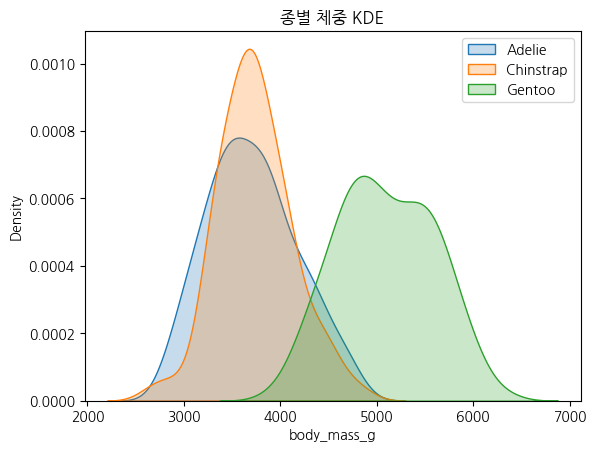 종별 체중 KDE
Adelie
Chinstrap
Gentoo
0.0010
0.0008
0.0006
0.0004
0.0002
0.0000
Density
2000 3000 4000 5000 6000 7000
body_mass_g